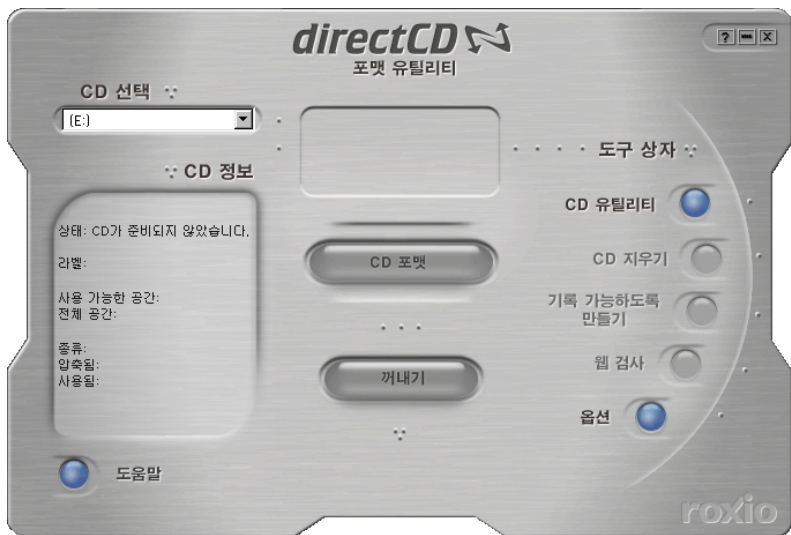 directCD
포맷 유틸리티
CD 선택
(E:)
CD 정보
상태: CD가 준비되지 않았습니다.
라벨:
사용 가능한 공간:
전체 공간:
종류:
압축됨:
사용됨:
도움말
CD 포맷
꺼내기
도구 상자
CD 유틸리티
CD 지우기
기록 가능하도록
만들기
웹 검사
옵션
?
roxio